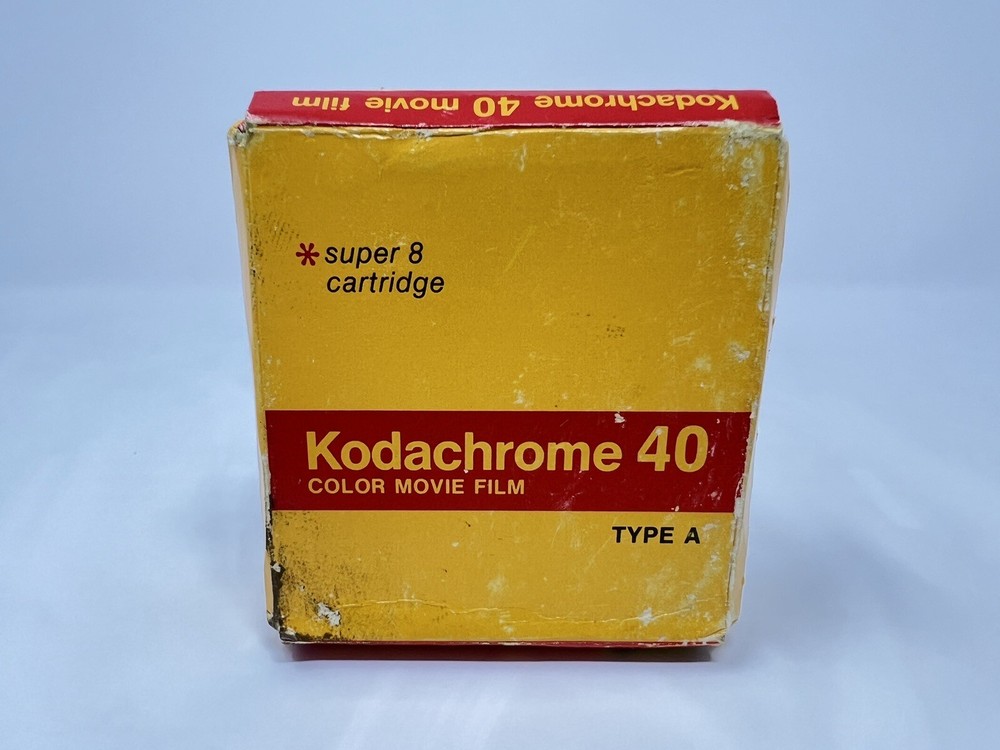 Kodachrome 40 movie film
*super 8
cartridge
Kodachrome 40
COLOR MOVIE FILM
TYPE A